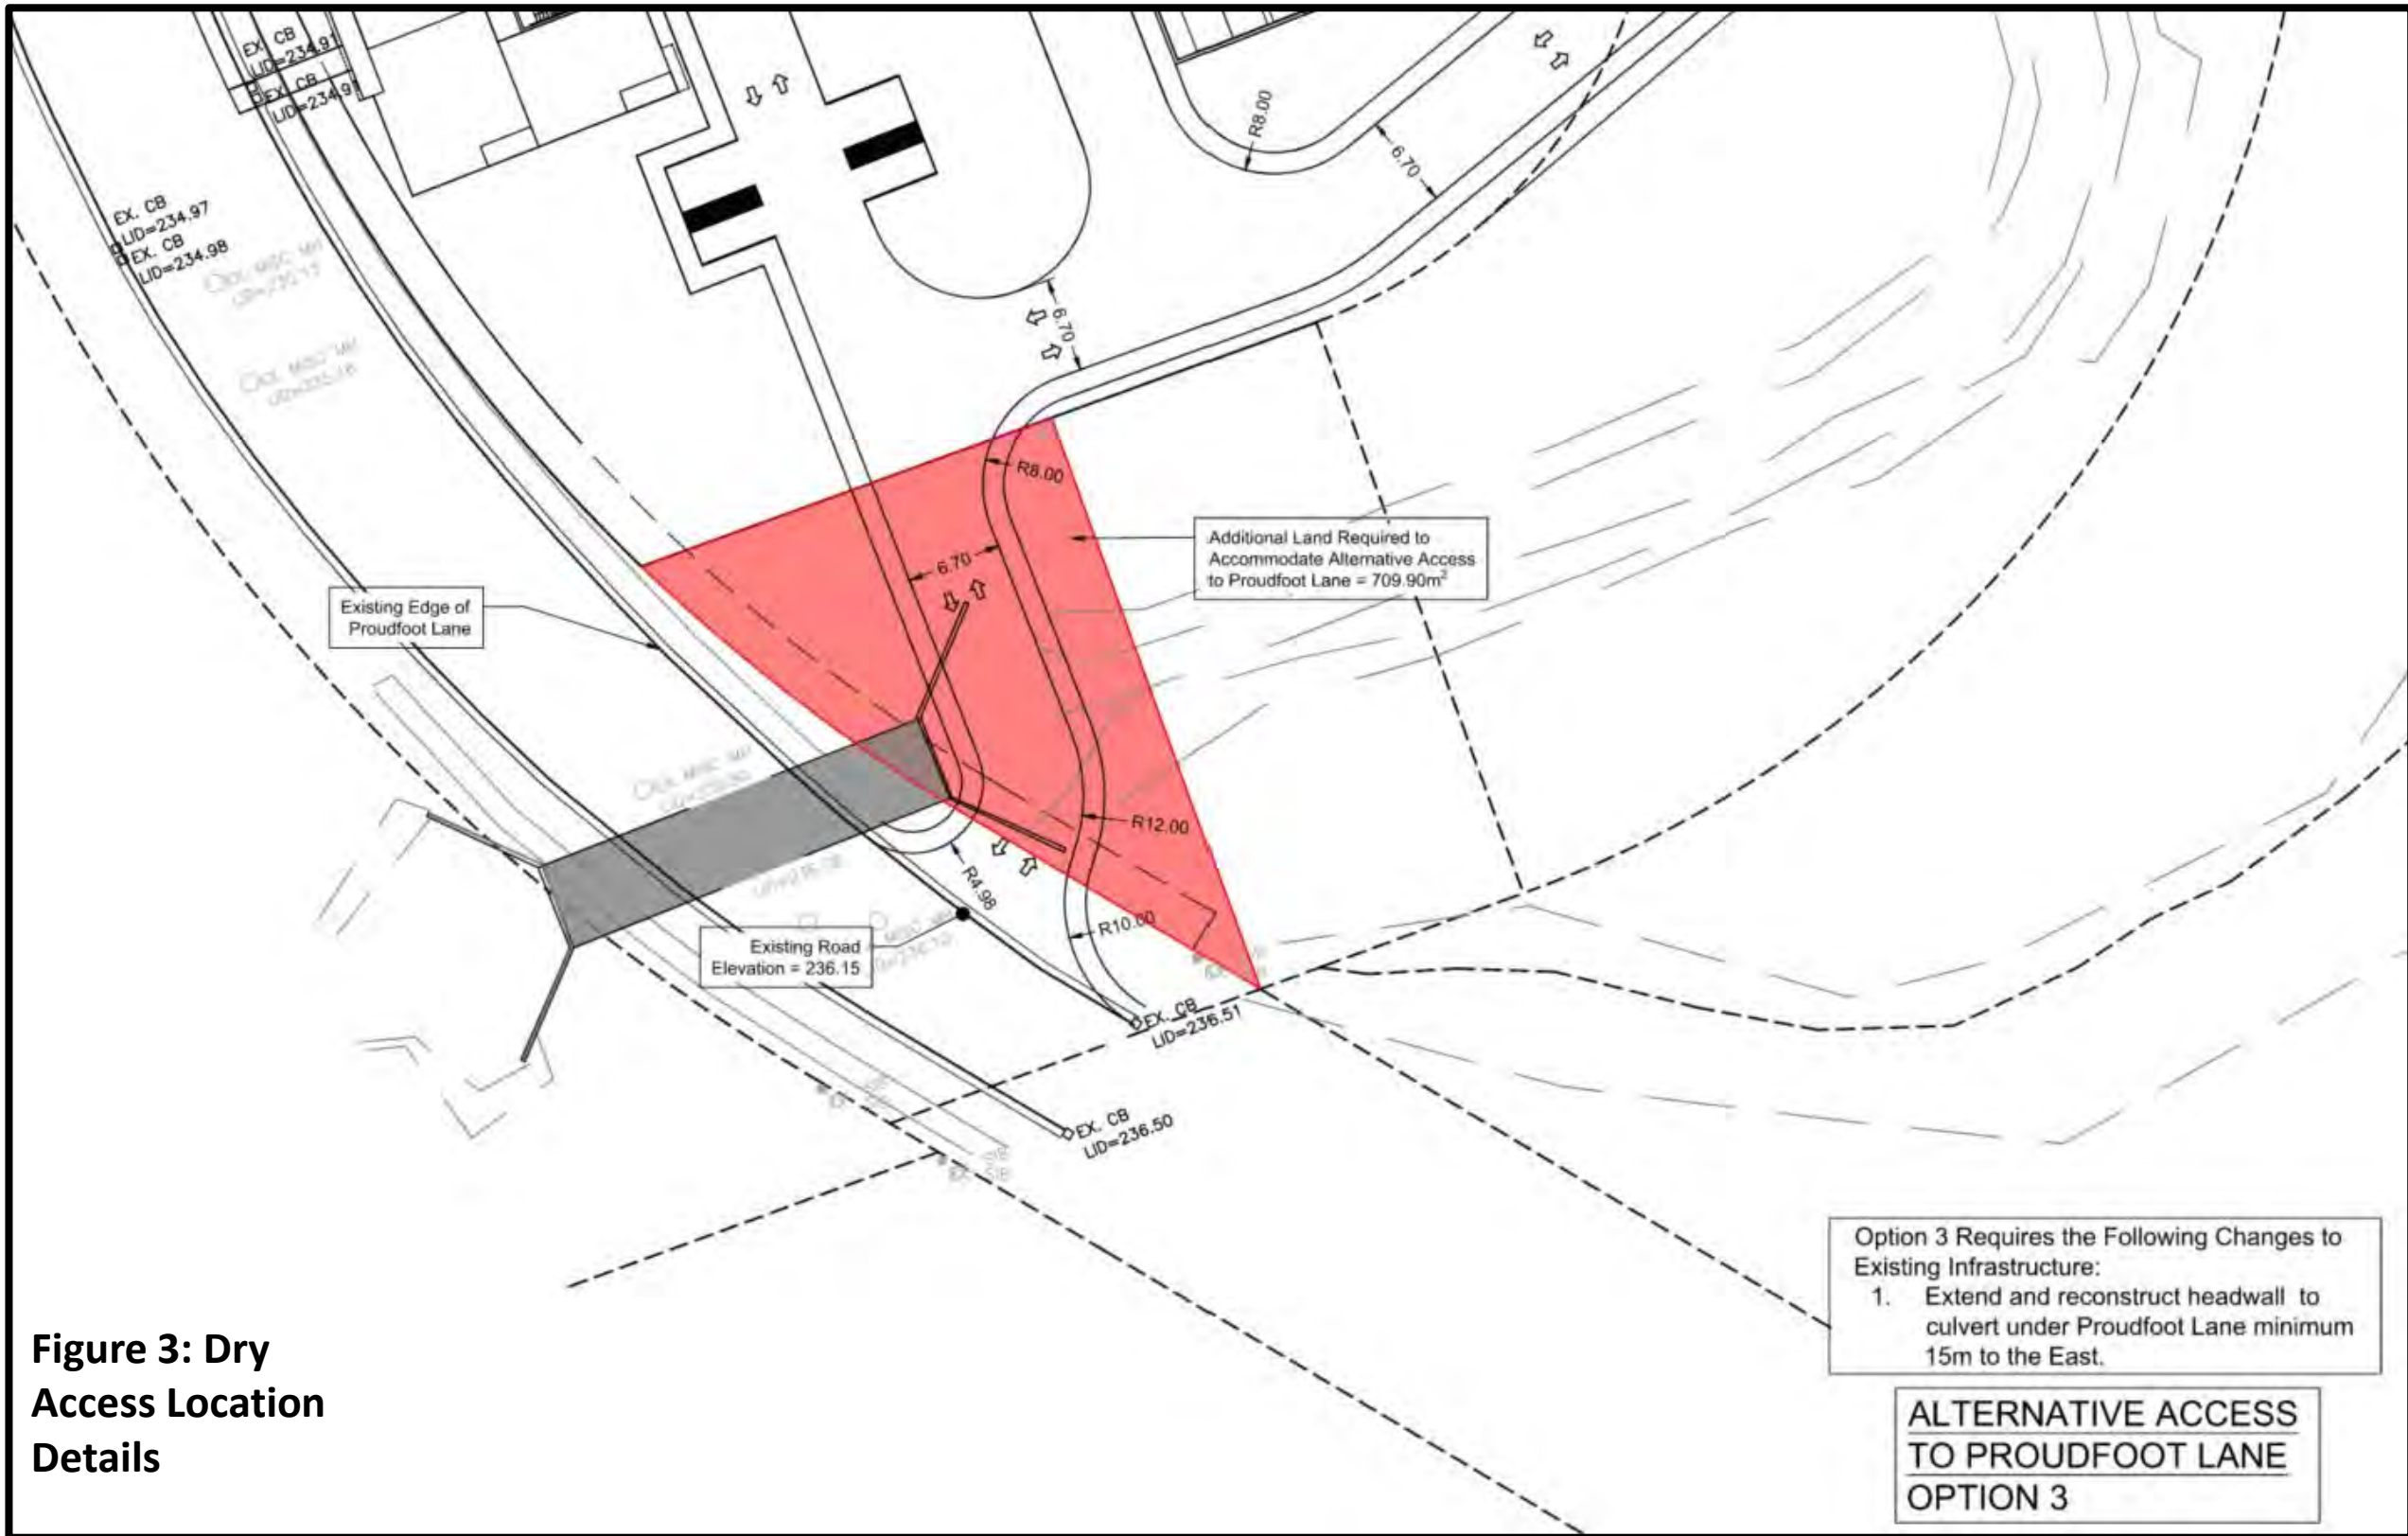 EX. CB
LID=234.91
EX. CB
LID=234.91
EX. CB
LID=234.97
EX. CB
LID=234.98
R8.00
6.70
6.70
R8.00
6.70
Additional Land Required to
Accommodate Alternative Access
to Proudfoot Lane = 709.90m²
Existing Edge of
Proudfoot Lane
R12.00
R4.98
R10.00
Existing Road
Elevation = 236.15
EX. CB
LID=236.51
EX. CB
LID=236.50
Option 3 Requires the Following Changes to
Existing Infrastructure:
1. Extend and reconstruct headwall to
culvert under Proudfoot Lane minimum
15m to the East.
Figure 3: Dry
Access Location
Details
ALTERNATIVE ACCESS
TO PROUDFOOT LANE
OPTION 3